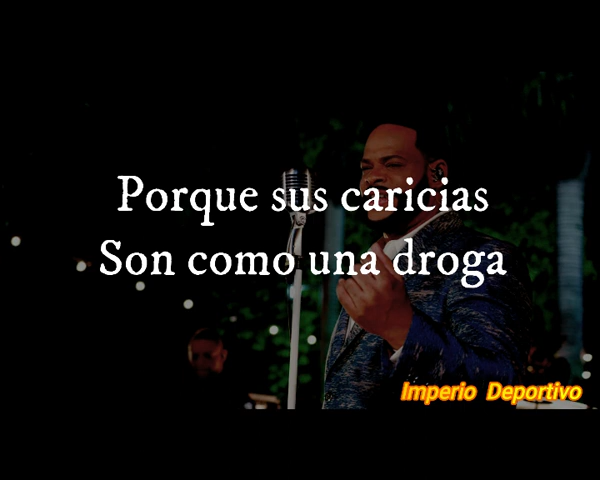 Porque sus caricias
Son como una droga
Imperio Deportivo